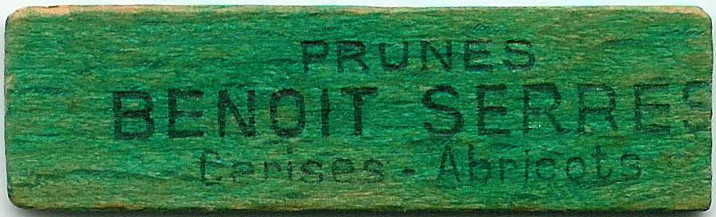 PRUNES
BENOIT SERRES
Cerises - Abricots